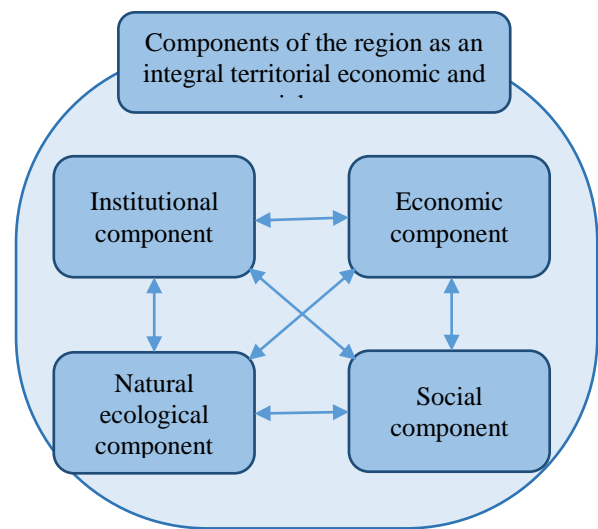 Components of the region as an
integral territorial economic and
Institutional
component
Economic
component
Natural
ecological
component
Social
component